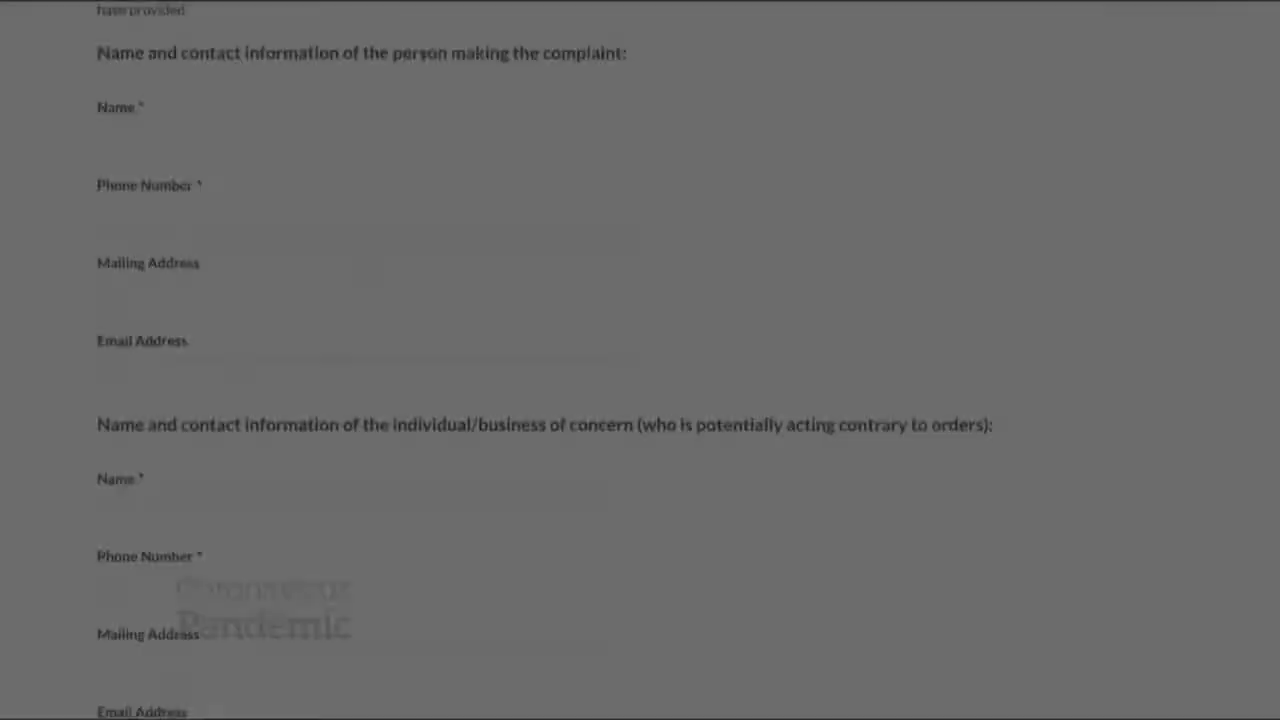 have provided
Name and contact information of the person making the complaint:
Name *
Phone Number *
Mailing Address
Email Address
Name and contact information of the individual/business of concern (who is potentially acting contrary to orders):
Name *
Phone Number *
Coronavirus
Pandemic
Mailing Address
Email Address